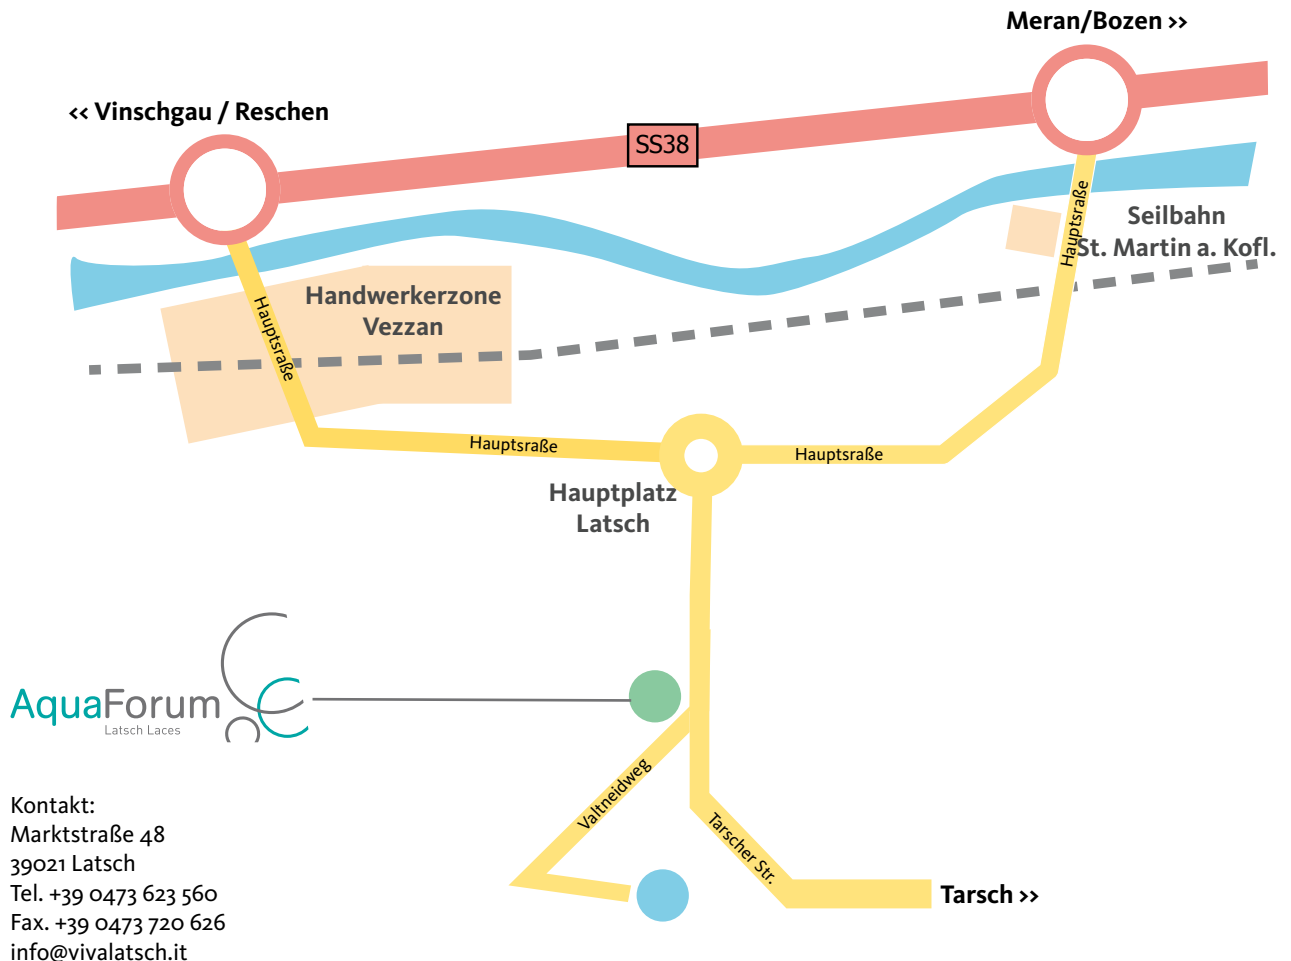 Meran/Bozen >>
<< Vinschgau / Reschen
SS38
Hauptsraße
Seilbahn
St. Martin a. Kofl.
Handwerkerzone
Vezzan
Hauptsraße
Hauptsraße
Hauptsraße
Hauptplatz
Latsch
AquaForum
Latsch Laces
Valtneidweg
Tarscher Str.
Tarsch >>
Kontakt:
Marktstraße 48
39021 Latsch
Tel. +39 0473 623 560
Fax. +39 0473 720 626
info@vivalatsch.it